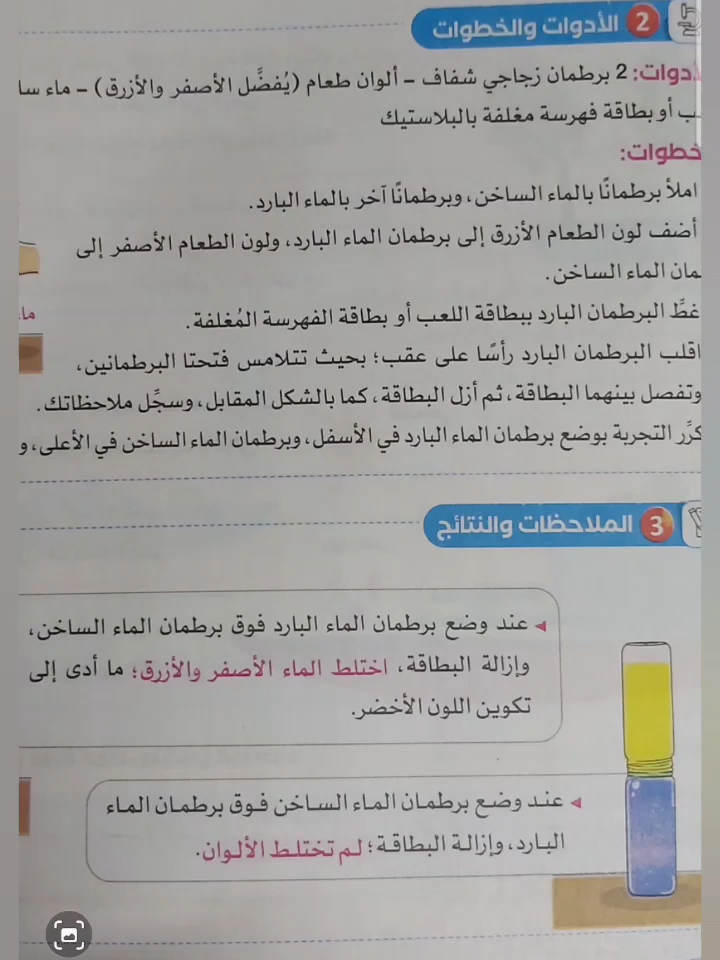 2 الأدوات والخطوات
أدوات: 2 برطمان زجاجي شفاف - ألوان طعام (يُفضَّل الأصفر والأزرق) - ماء
أو بطاقة فهرسة مغلفة بالبلاستيك
خطوات:
املأ برطمانًا بالماء الساخن، وبرطمانًا آخر بالماء البارد.
أضف لون الطعام الأزرق إلى برطمان الماء البارد، ولون الطعام الأصفر إلى
الماء الساخن.
غطِّ البرطمان البارد ببطاقة اللعب أو بطاقة الفهرسة المُغلفة.
اقلب البرطمان البارد رأسًا على عقب؛ بحيث تتلامس فتحتا البرطمانين،
وتفصل بينهما البطاقة، ثم أزل البطاقة، كما بالشكل المقابل، وسجِّل ملاحظاتك.
كرِّر التجربة بوضع برطمان الماء البارد في الأسفل، وبرطمان الماء الساخن في الأعلى، و
3 الملاحظات والنتائج
عند وضع برطمان الماء البارد فوق برطمان الماء الساخن،
وإزالة البطاقة، اختلط الماء الأصفر والأزرق؛ ما أدى إلى
تكوين اللون الأخضر.
عند وضع برطمان الماء الساخن فوق برطمان الماء
البارد، وإزالة البطاقة؛ لم تختلط الألوان.